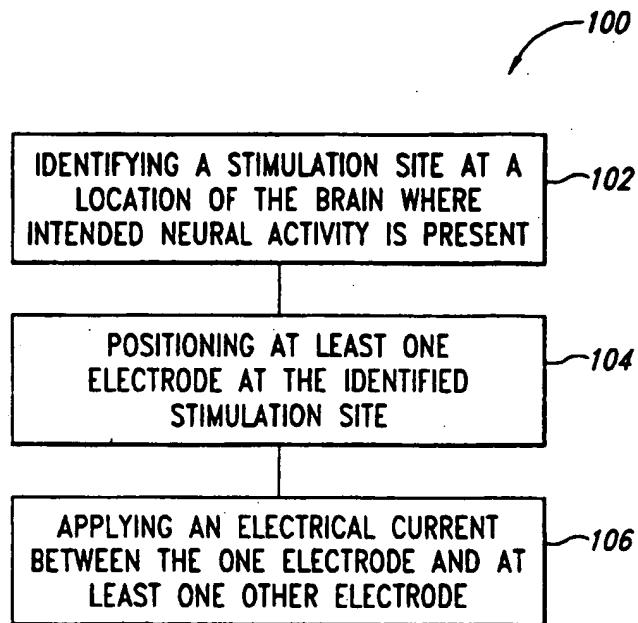 100
IDENTIFYING A STIMULATION SITE AT A
LOCATION OF THE BRAIN WHERE
INTENDED NEURAL ACTIVITY IS PRESENT
102
POSITIONING AT LEAST ONE
ELECTRODE AT THE IDENTIFIED
STIMULATION SITE
104
APPLYING AN ELECTRICAL CURRENT
BETWEEN THE ONE ELECTRODE AND AT
LEAST ONE OTHER ELECTRODE
106